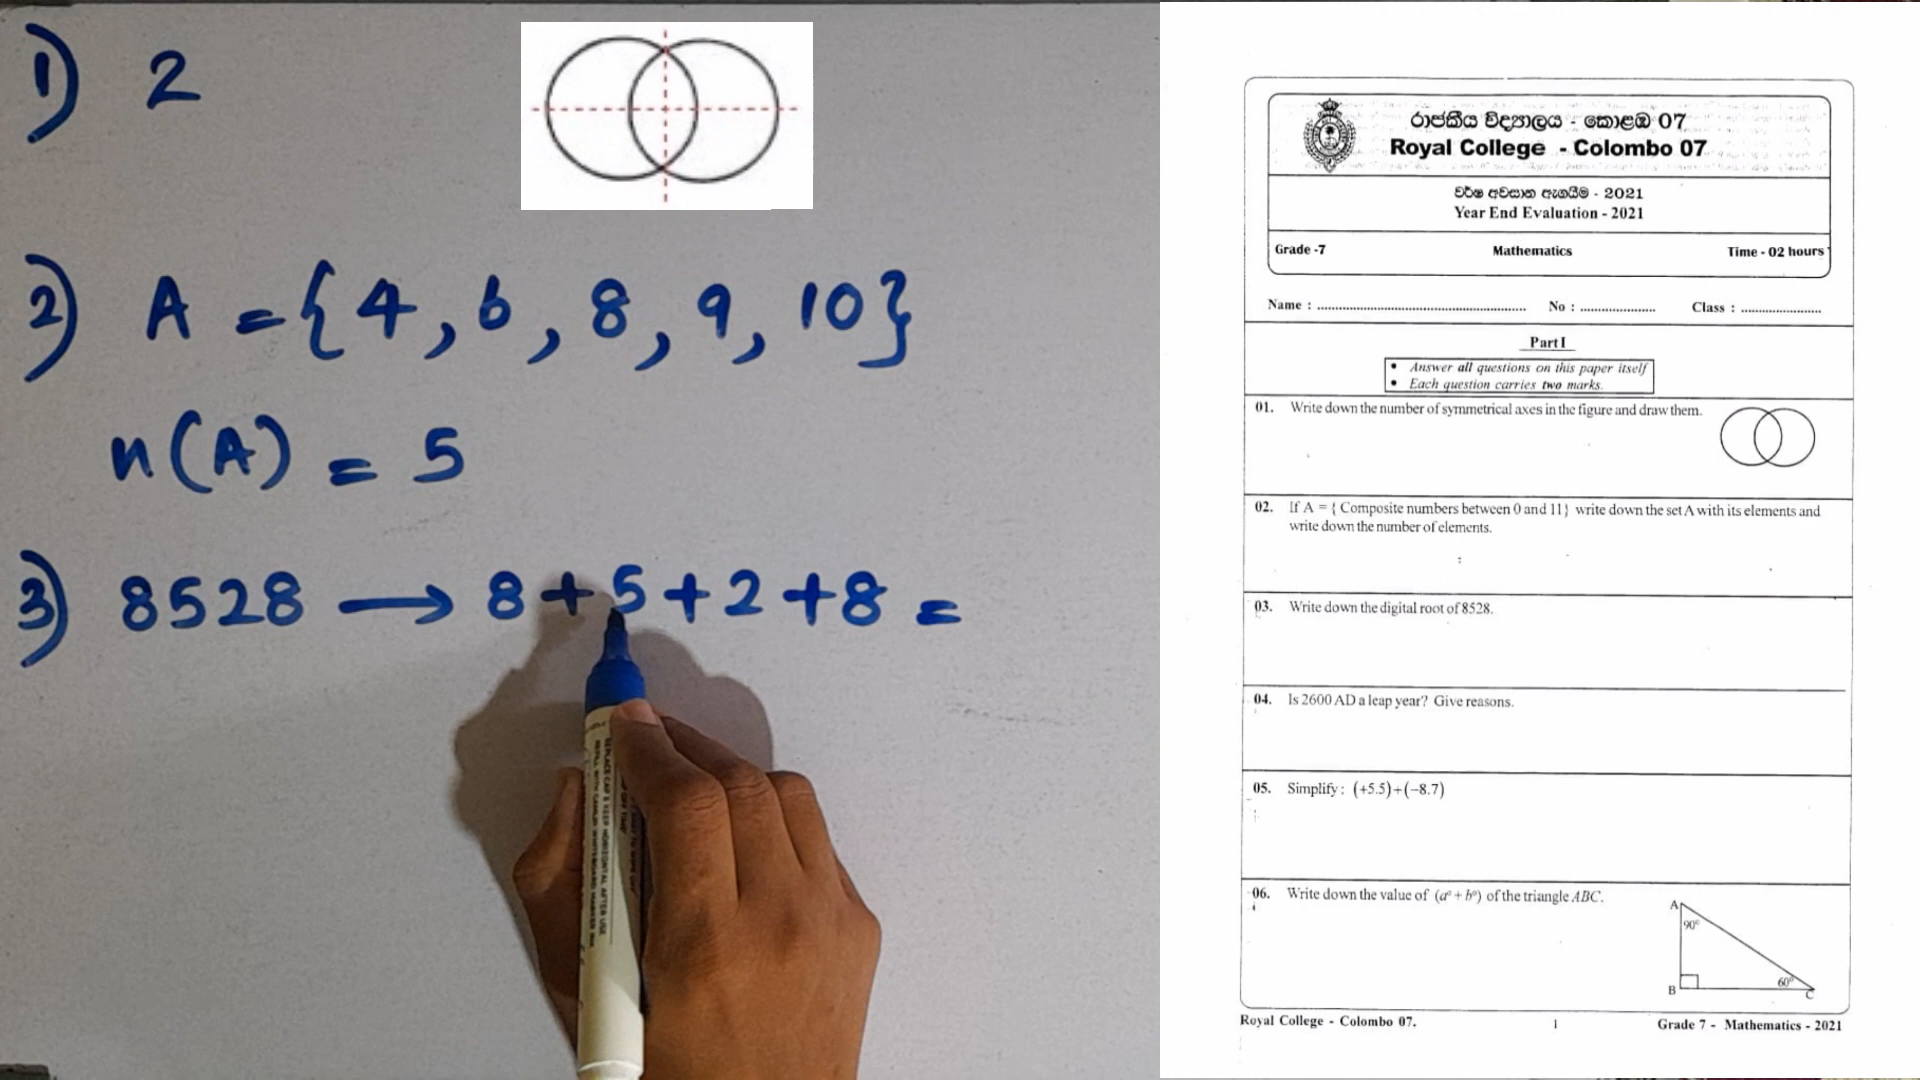 1) 2
2) A = {4, 6, 8, 9, 10}
n(A) = 5
3) 8528 → 8+5+2+8 =
රාජකීය විද්‍යාලය - කොළඹ 07
Royal College - Colombo 07
වර්ෂ අවසාන ඇගයීම - 2021
Year End Evaluation - 2021
Grade -7 Mathematics Time - 02 hours
Name : ........ No : ........ Class : ........
Part I
• Answer all questions on this paper itself
• Each question carries two marks.
01. Write down the number of symmetrical axes in the figure and draw them.
02. If A = { Composite numbers between 0 and 11} write down the set A with its elements and
write down the number of elements.
03. Write down the digital root of 8528.
04. Is 2600 AD a leap year? Give reasons.
05. Simplify : (+5.5)+(−8.7)
06. Write down the value of (a° + b°) of the triangle ABC.
A
90°
60°
B
C
Royal College - Colombo 07. 1 Grade 7 - Mathematics - 2021